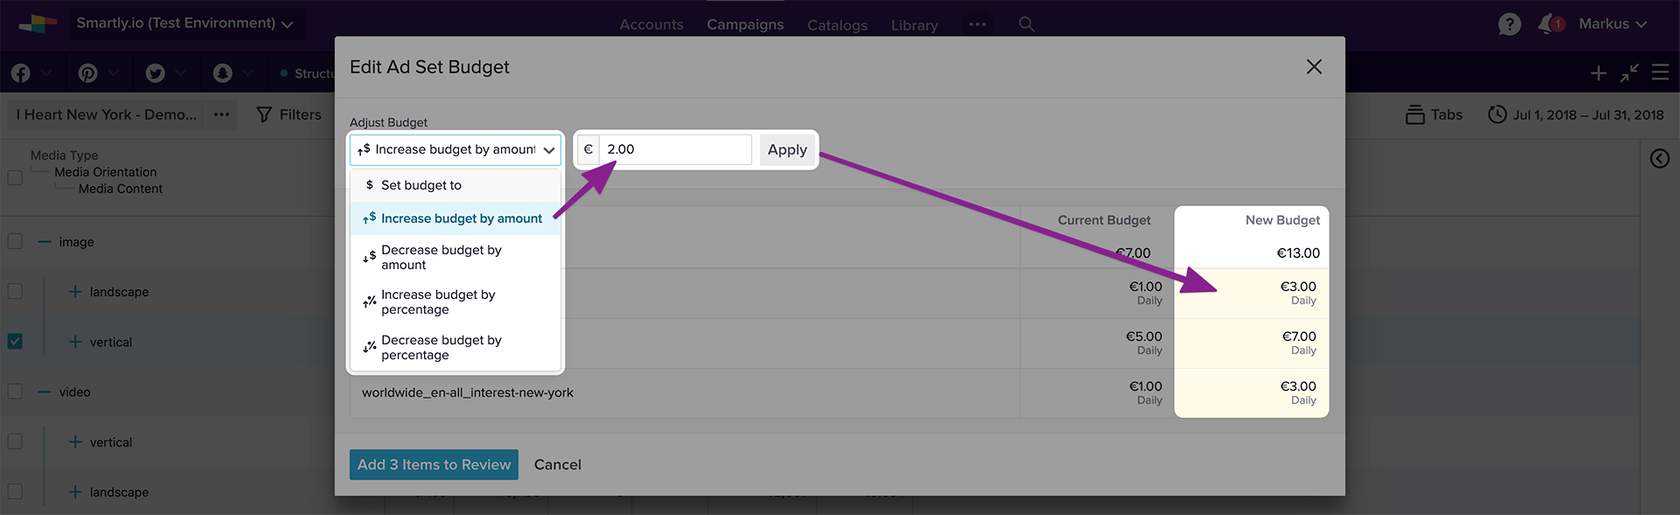 Smartly.io (Test Environment)
Accounts
Campaigns
Catalogs
Library
•••
?
1
Markus
Edit Ad Set Budget
I Heart New York - Demo...
•••
Filters
Tabs
Jul 1, 2018 – Jul 31, 2018
Adjust Budget
Increase budget by amount
€
2.00
Apply
Media Type
Media Orientation
Media Content
$ Set budget to
$ Increase budget by amount
$ Decrease budget by
amount
% Increase budget by
percentage
% Decrease budget by
percentage
Current Budget
New Budget
€7.00
€13.00
€1.00
Daily
€3.00
Daily
€5.00
Daily
€7.00
Daily
worldwide_en-all_interest-new-york
€1.00
Daily
€3.00
Daily
image
landscape
vertical
video
vertical
landscape
Add 3 Items to Review
Cancel